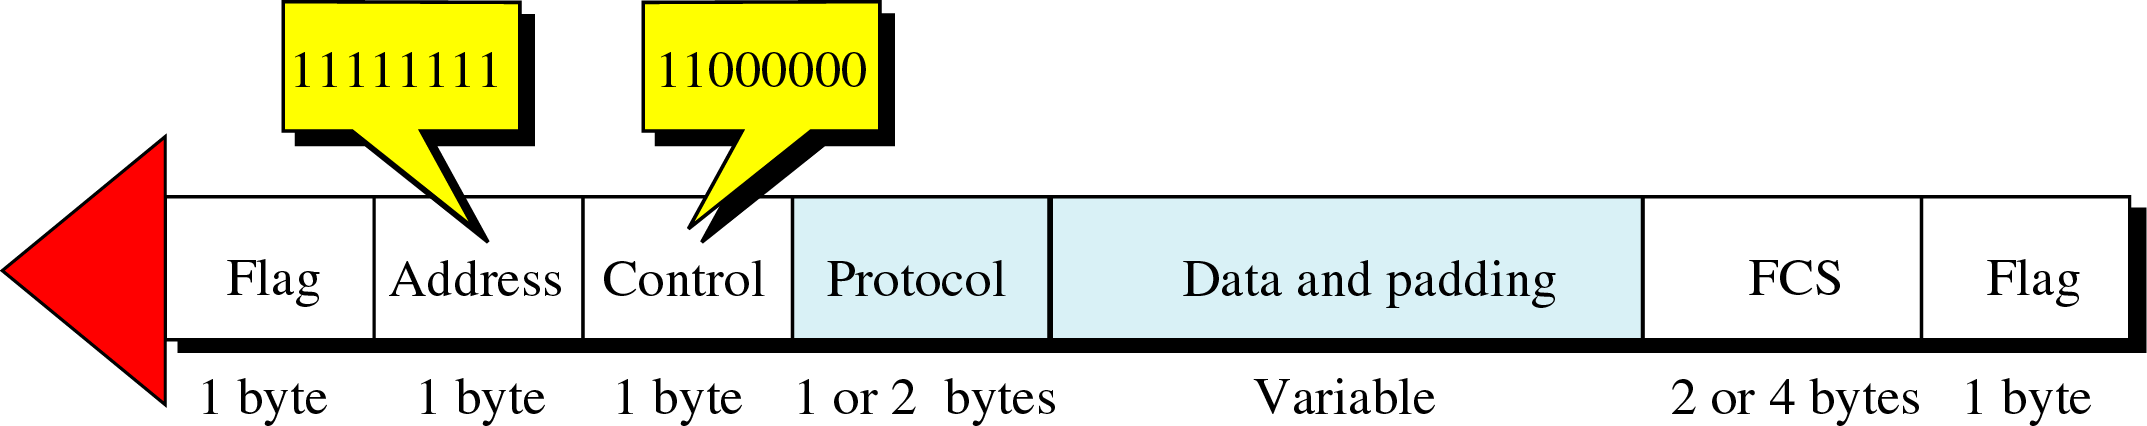 11111111 11000000
Flag Address Control Protocol Data and padding FCS Flag
1 byte 1 byte 1 byte 1 or 2 bytes Variable 2 or 4 bytes 1 byte